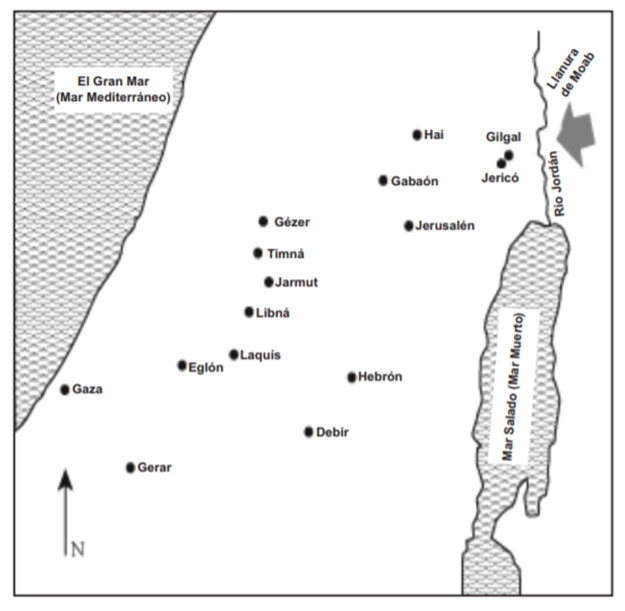 El Gran Mar
(Mar Mediterráneo)
Llanura
de Moab
Hai
Gilgal
Jericó
Río Jordán
Gabaón
Gézer
Jerusalén
Timná
Jarmut
Libná
Laquis
Eglón
Hebrón
Gaza
Mar Salado (Mar Muerto)
Debir
Gerar
N